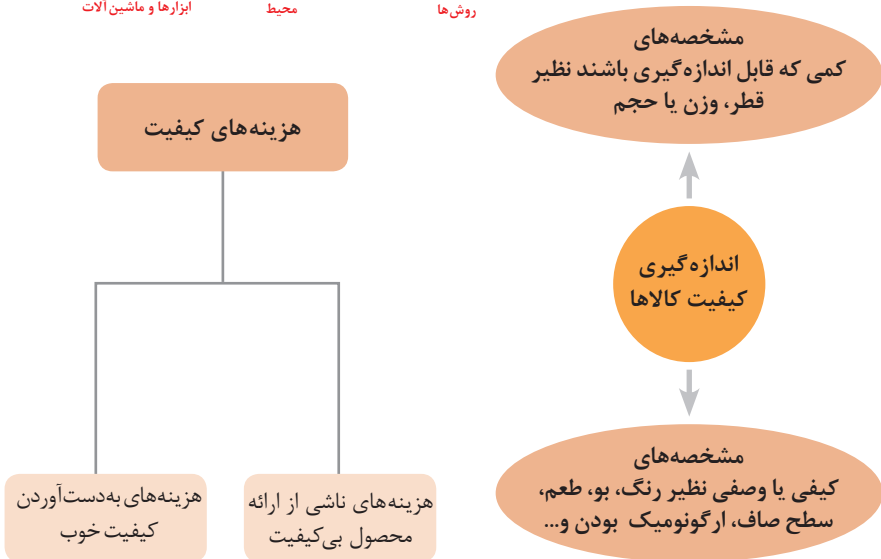 روش‌ها
محیط
ابزارها و ماشین‌آلات
مشخصه‌های
کمی که قابل اندازه‌گیری باشند نظیر
قطر، وزن یا حجم
اندازه‌گیری
کیفیت کالاها
مشخصه‌های
کیفی یا وصفی نظیر رنگ، بو، طعم،
سطح صاف، ارگونومیک بودن و...
هزینه‌های کیفیت
هزینه‌های ناشی از ارائه
محصول بی‌کیفیت
هزینه‌های به‌دست‌آوردن
کیفیت خوب